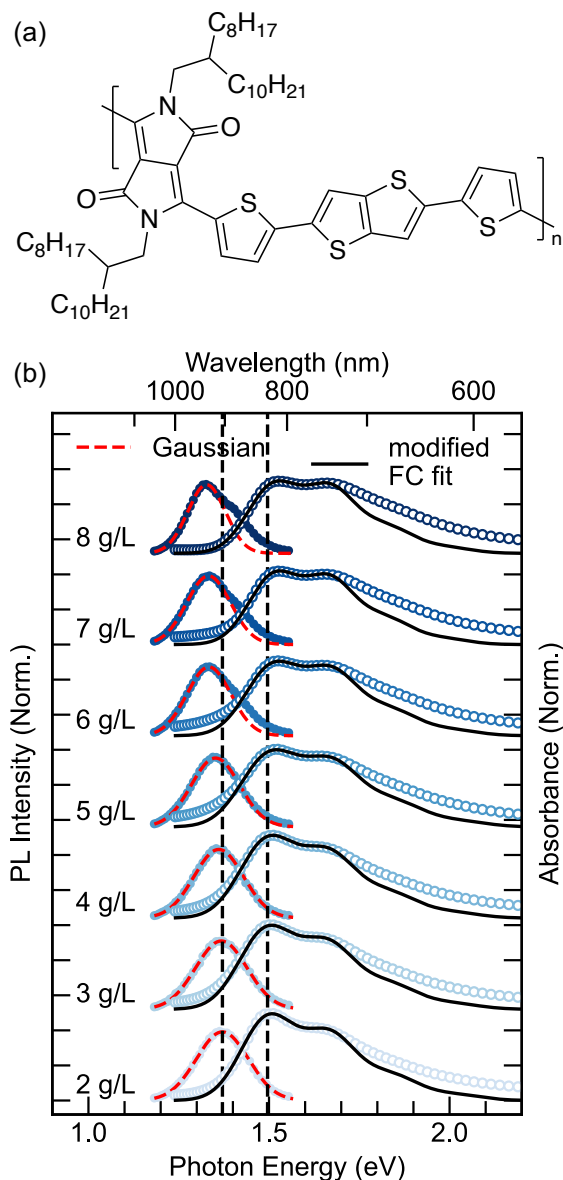 (a)
C8H17
C10H21
N
O
O
N
S
S
S
S
n
C8H17
C10H21
(b)
Wavelength (nm)
1000 800 600
Gaussian
modified
FC fit
8 g/L
7 g/L
6 g/L
5 g/L
4 g/L
3 g/L
2 g/L
PL Intensity (Norm.)
Absorbance (Norm.)
1.0 1.5 2.0
Photon Energy (eV)